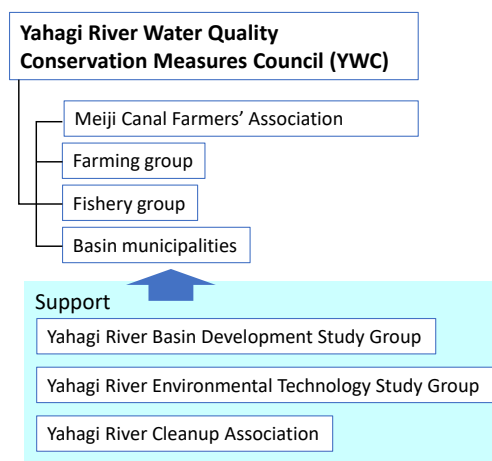 Yahagi River Water Quality
Conservation Measures Council (YWC)
Meiji Canal Farmers’ Association
Farming group
Fishery group
Basin municipalities
Support
Yahagi River Basin Development Study Group
Yahagi River Environmental Technology Study Group
Yahagi River Cleanup Association